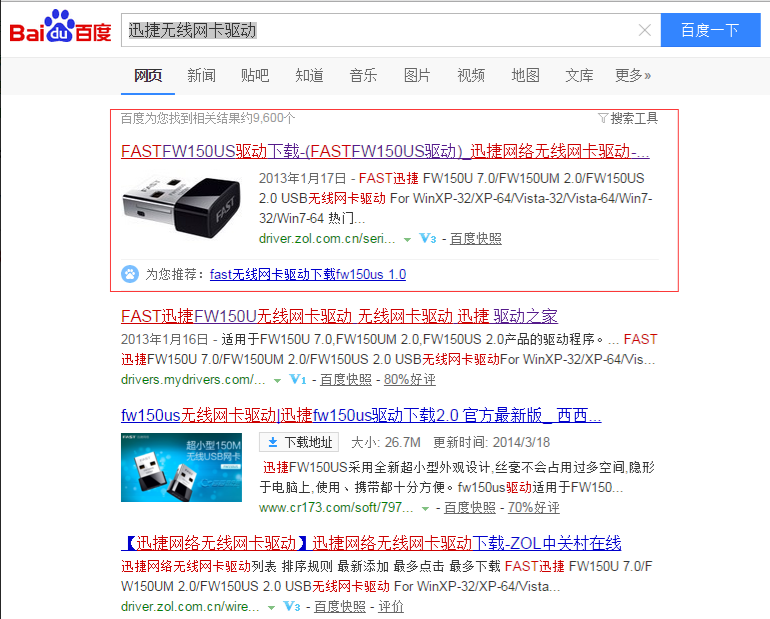 Bai du 百度 迅捷无线网卡驱动 百度一下
网页 新闻 贴吧 知道 音乐 图片 视频 地图 文库 更多»
百度为您找到相关结果约9,600个 搜索工具
FASTFW150US驱动下载-(FASTFW150US驱动)_迅捷网络无线网卡驱动-...
2013年1月17日 - FAST迅捷 FW150U 7.0/FW150UM 2.0/FW150US
2.0 USB无线网卡驱动 For WinXP-32/XP-64/Vista-32/Vista-64/Win7-
32/Win7-64 热门...
driver.zol.com.cn/seri... V3 - 百度快照
FAST
为您推荐：fast无线网卡驱动下载fw150us 1.0
FAST迅捷FW150U无线网卡驱动_无线网卡驱动 迅捷 驱动之家
2013年1月16日 - 适用于FW150U 7.0,FW150UM 2.0,FW150US 2.0产品的驱动程序。... FAST
迅捷FW150U 7.0/FW150UM 2.0/FW150US 2.0 USB无线网卡驱动For WinXP-32/XP-64/Vis...
drivers.mydrivers.com/... V1 - 百度快照 - 80%好评
fw150us无线网卡驱动|迅捷fw150us驱动下载2.0 官方最新版_ 西西...
超小型150M
无线USB网卡
下载地址 大小: 26.7M 更新时间: 2014/3/18
迅捷FW150US采用全新超小型外观设计,丝毫不会占用过多空间,隐形
于电脑上,使用、携带都十分方便。fw150us驱动适用于FW150...
www.cr173.com/soft/797... - 百度快照 - 70%好评
【迅捷网络无线网卡驱动】迅捷网络无线网卡驱动下载-ZOL中关村在线
迅捷网络无线网卡驱动列表 排序规则 最新添加 最多点击 最多下载 FAST迅捷 FW150U 7.0/F
W150UM 2.0/FW150US 2.0 USB无线网卡驱动 For WinXP-32/XP-64/Vista...
driver.zol.com.cn/wire... V3 - 百度快照 - 评价